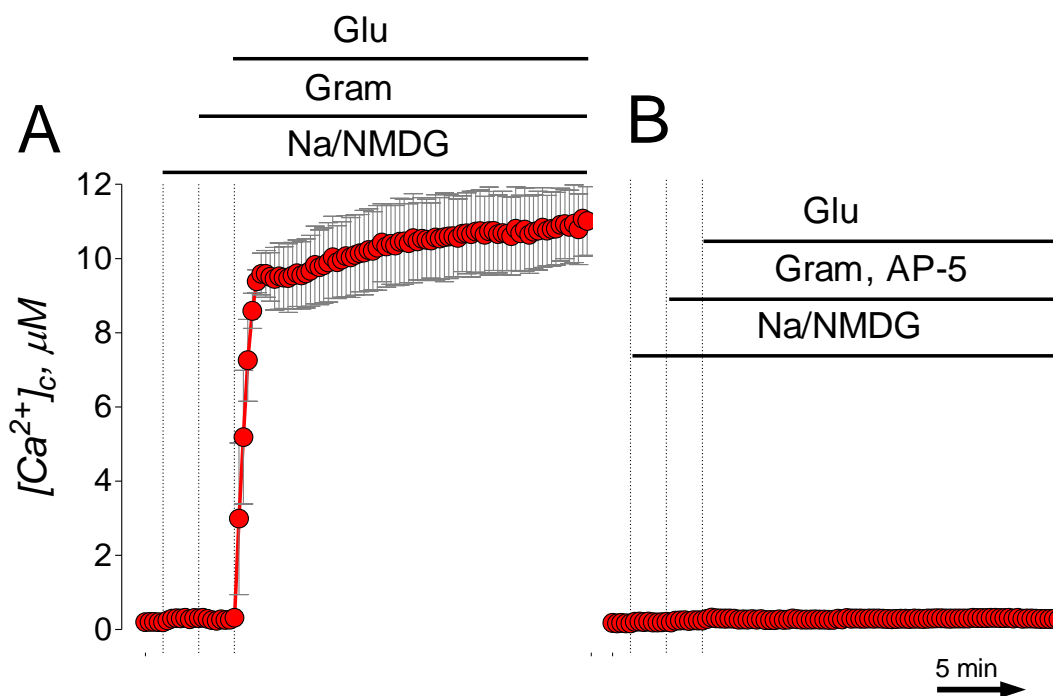 Glu
Gram
Na/NMDG
A
12
10
8
6
4
2
0
[Ca²⁺]c, μM
B
Glu
Gram, AP-5
Na/NMDG
5 min